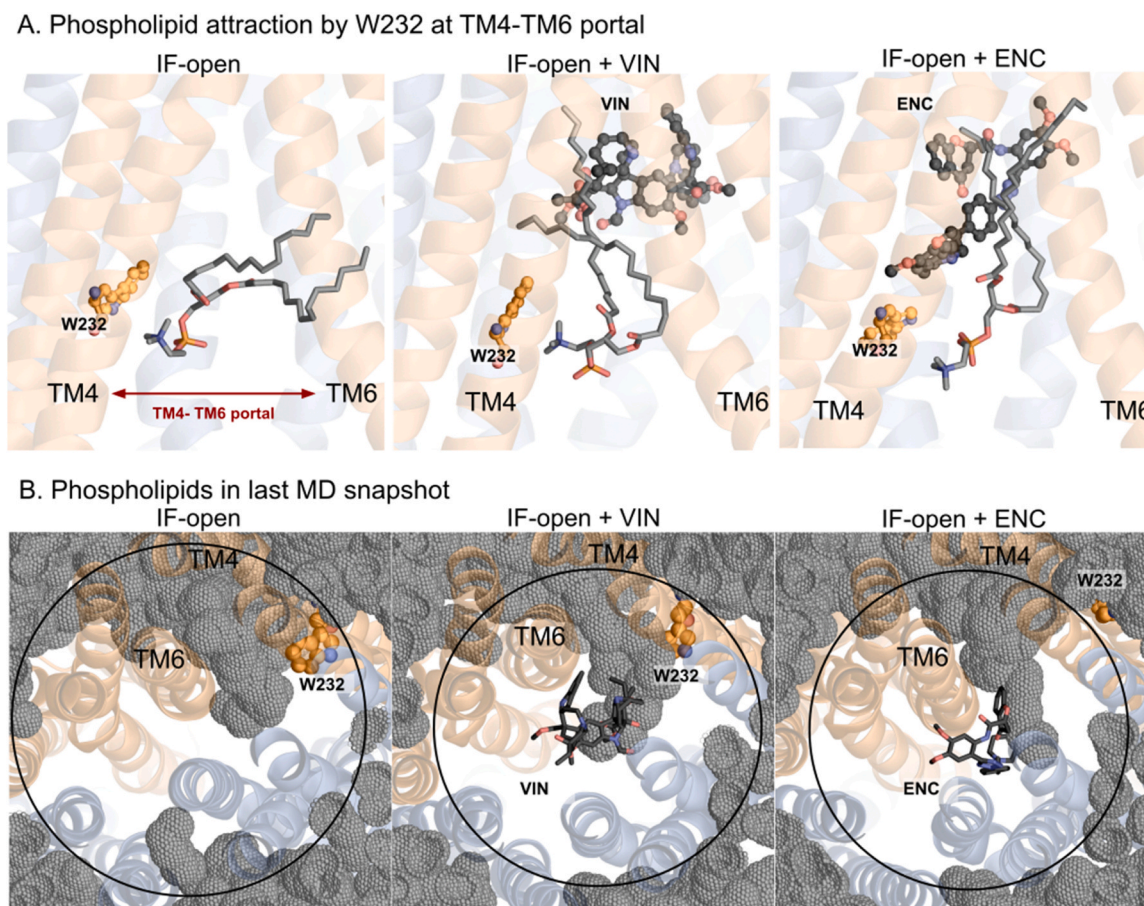 A. Phospholipid attraction by W232 at TM4-TM6 portal
IF-open
IF-open + VIN
IF-open + ENC
VIN
ENC
W232
W232
W232
TM4
TM6
TM4- TM6 portal
TM4
TM6
TM4
TM6
B. Phospholipids in last MD snapshot
IF-open
IF-open + VIN
IF-open + ENC
TM4
TM4
TM4
W232
TM6
TM6
TM6
W232
W232
VIN
ENC